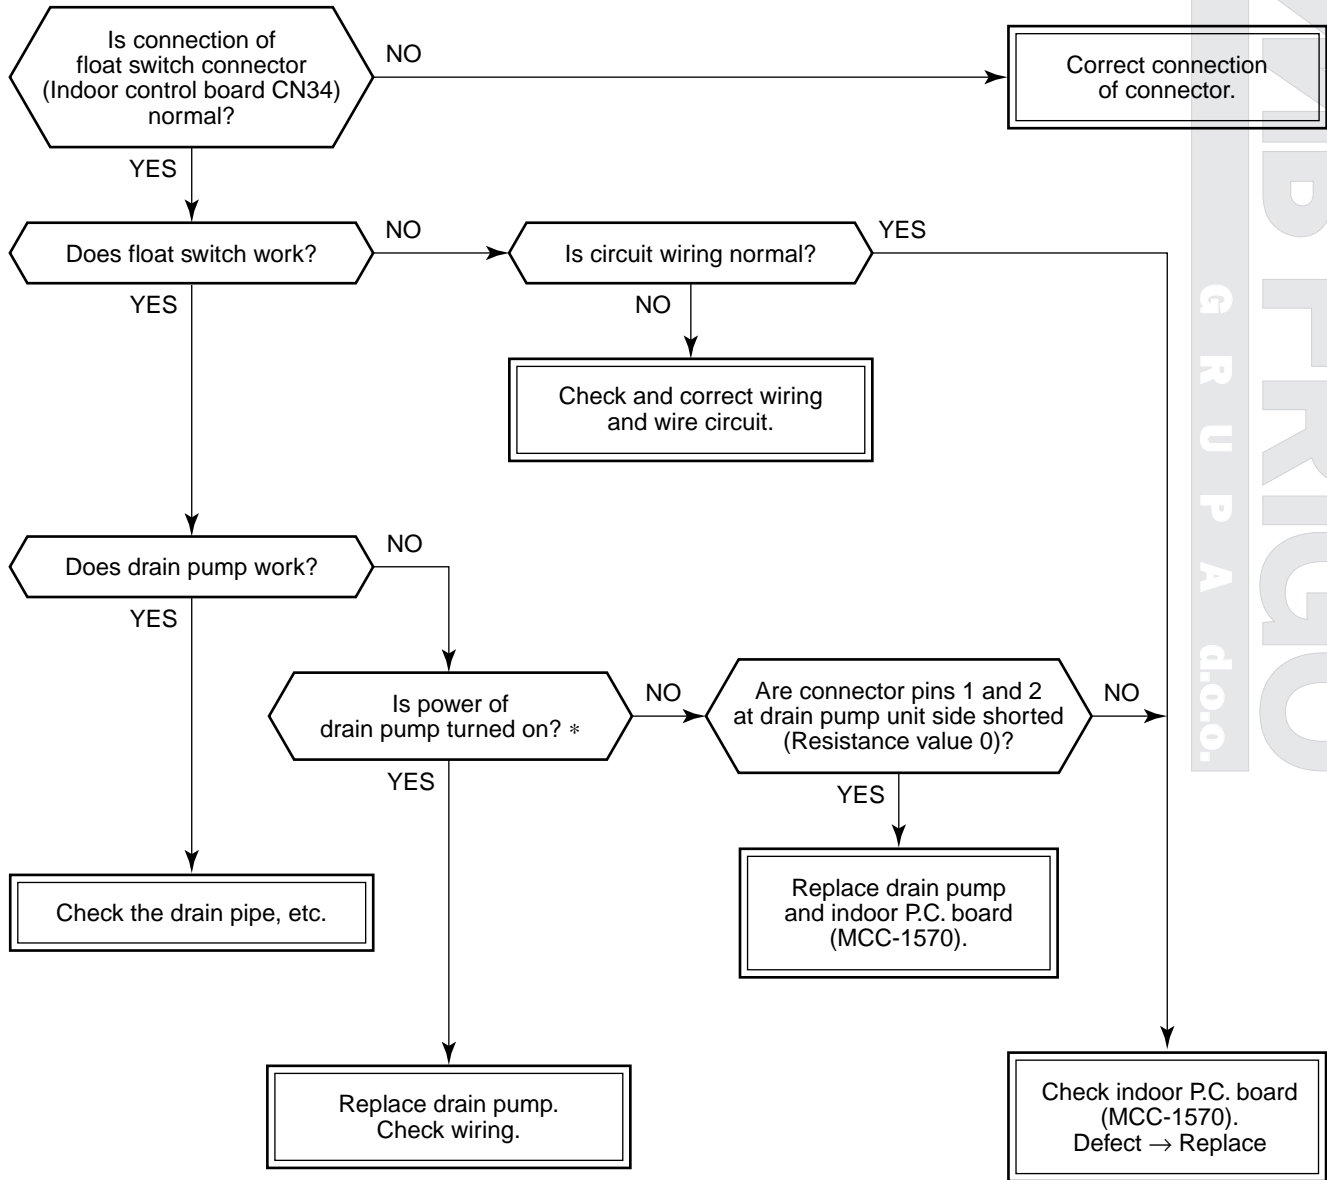 Is connection of
float switch connector
(Indoor control board CN34)
normal?
NO
Correct connection
of connector.
YES
Does float switch work?
NO
Is circuit wiring normal?
YES
YES
NO
Check and correct wiring
and wire circuit.
Does drain pump work?
NO
YES
Is power of
drain pump turned on? *
NO
Are connector pins 1 and 2
at drain pump unit side shorted
(Resistance value 0)?
NO
YES
YES
Check the drain pipe, etc.
Replace drain pump
and indoor P.C. board
(MCC-1570).
Replace drain pump.
Check wiring.
Check indoor P.C. board
(MCC-1570).
Defect → Replace
FRIGO
GRUPA d.o.o.